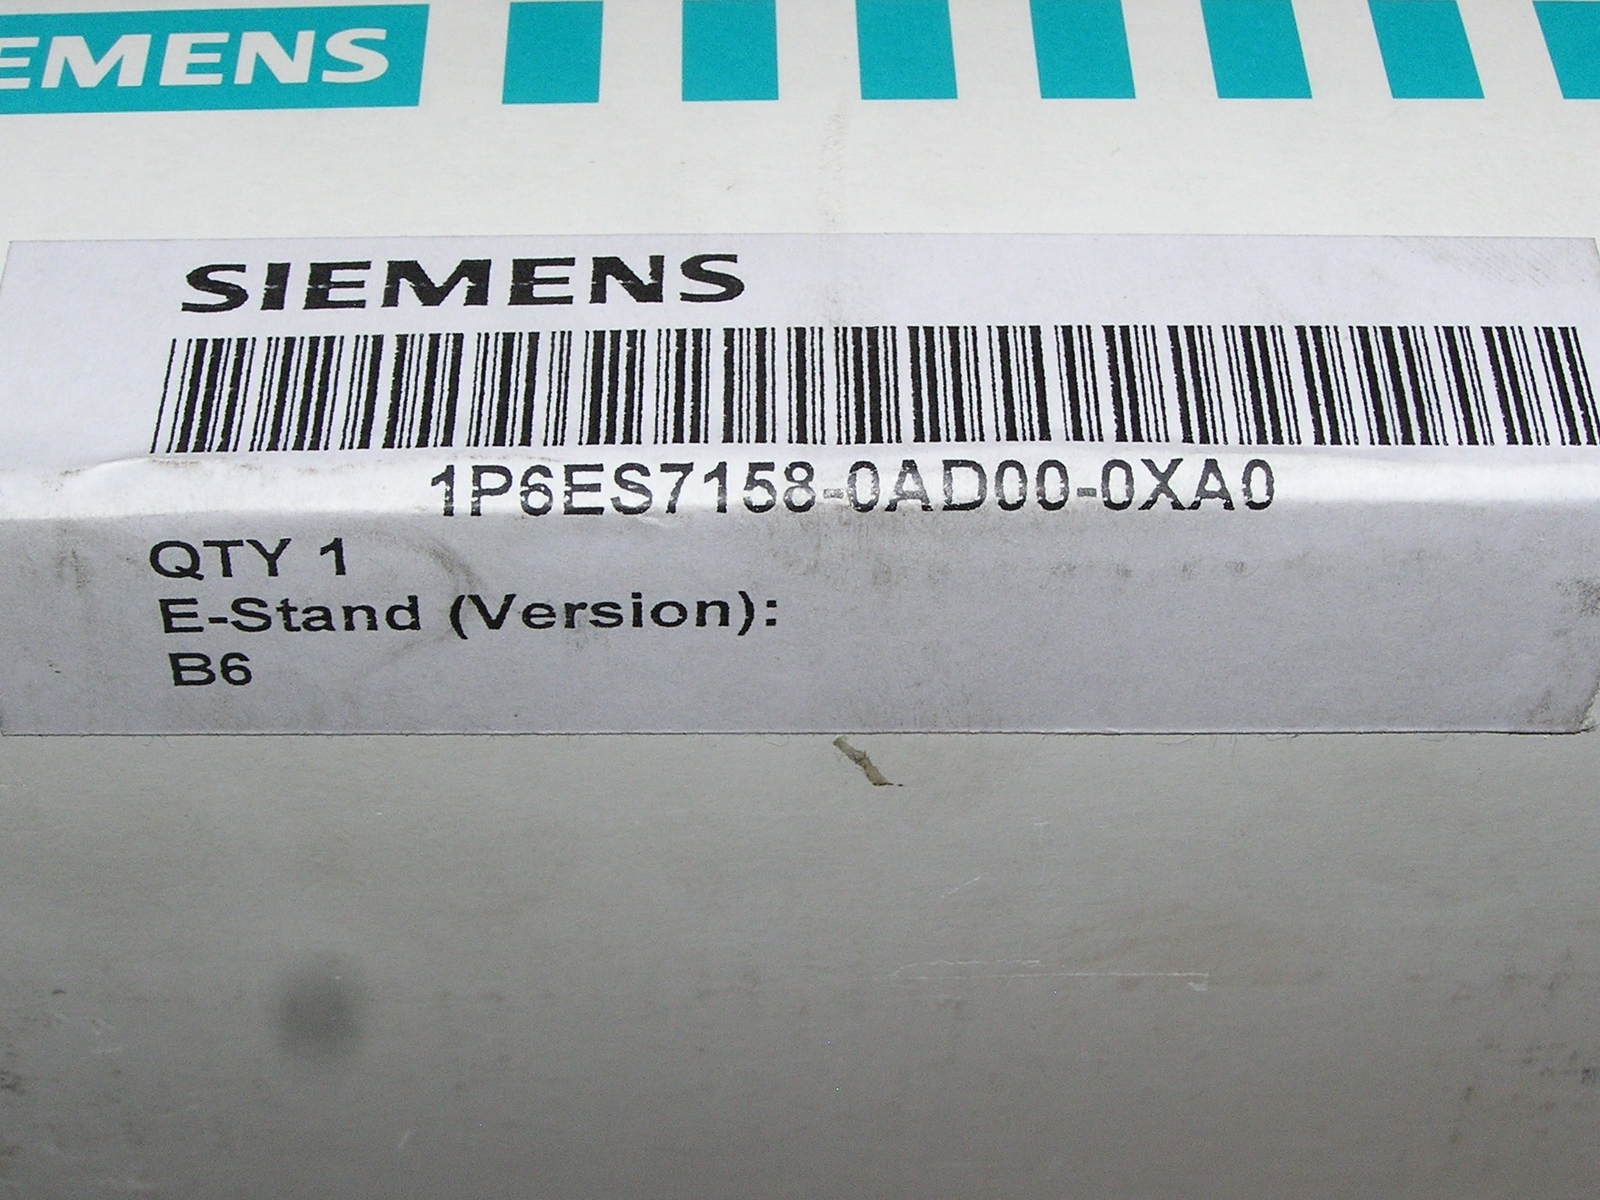 EMENS
SIEMENS
1P6ES7158-0AD00-0XA0
QTY 1
E-Stand (Version):
B6